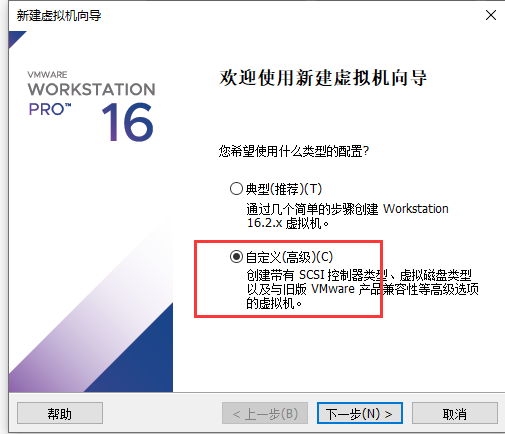 新建虚拟机向导
VMWARE
WORKSTATION
PRO™ 16
欢迎使用新建虚拟机向导
您希望使用什么类型的配置?
典型(推荐)(T)
通过几个简单的步骤创建 Workstation
16.2.x 虚拟机。
自定义(高级)(C)
创建带有 SCSI 控制器类型、虚拟磁盘类型
以及与旧版 VMware 产品兼容性等高级选项
的虚拟机。
帮助
< 上一步(B)
下一步(N) >
取消